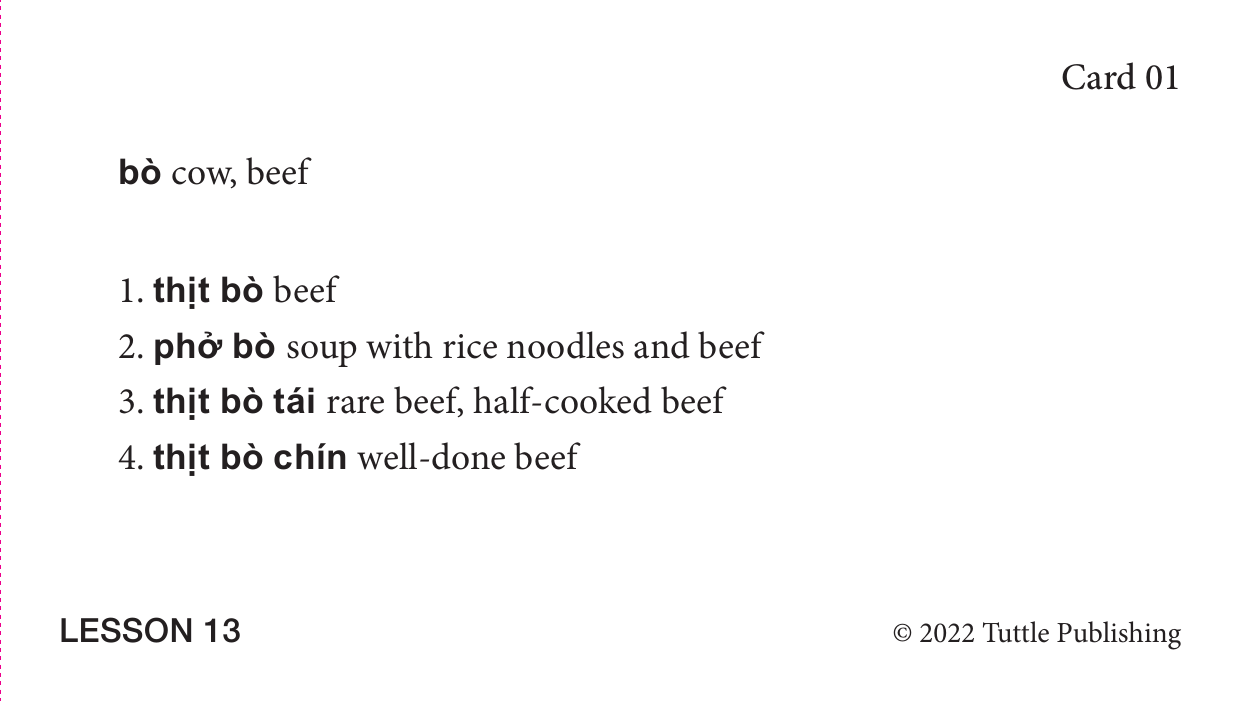 Card 01
bò cow, beef
1. thịt bò beef
2. phở bò soup with rice noodles and beef
3. thịt bò tái rare beef, half-cooked beef
4. thịt bò chín well-done beef
LESSON 13
© 2022 Tuttle Publishing